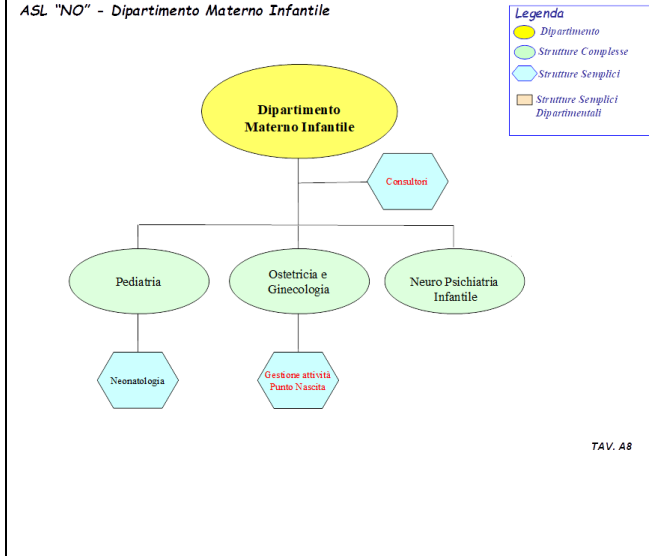 ASL "NO" - Dipartimento Materno Infantile
Legenda
Dipartimento
Strutture Complesse
Strutture Semplici
Strutture Semplici
Dipartimentali
Dipartimento
Materno Infantile
Consultori
Pediatria
Ostetricia e
Ginecologia
Neuro Psichiatria
Infantile
Neonatologia
Gestione attività
Punto Nascita
TAV. A8